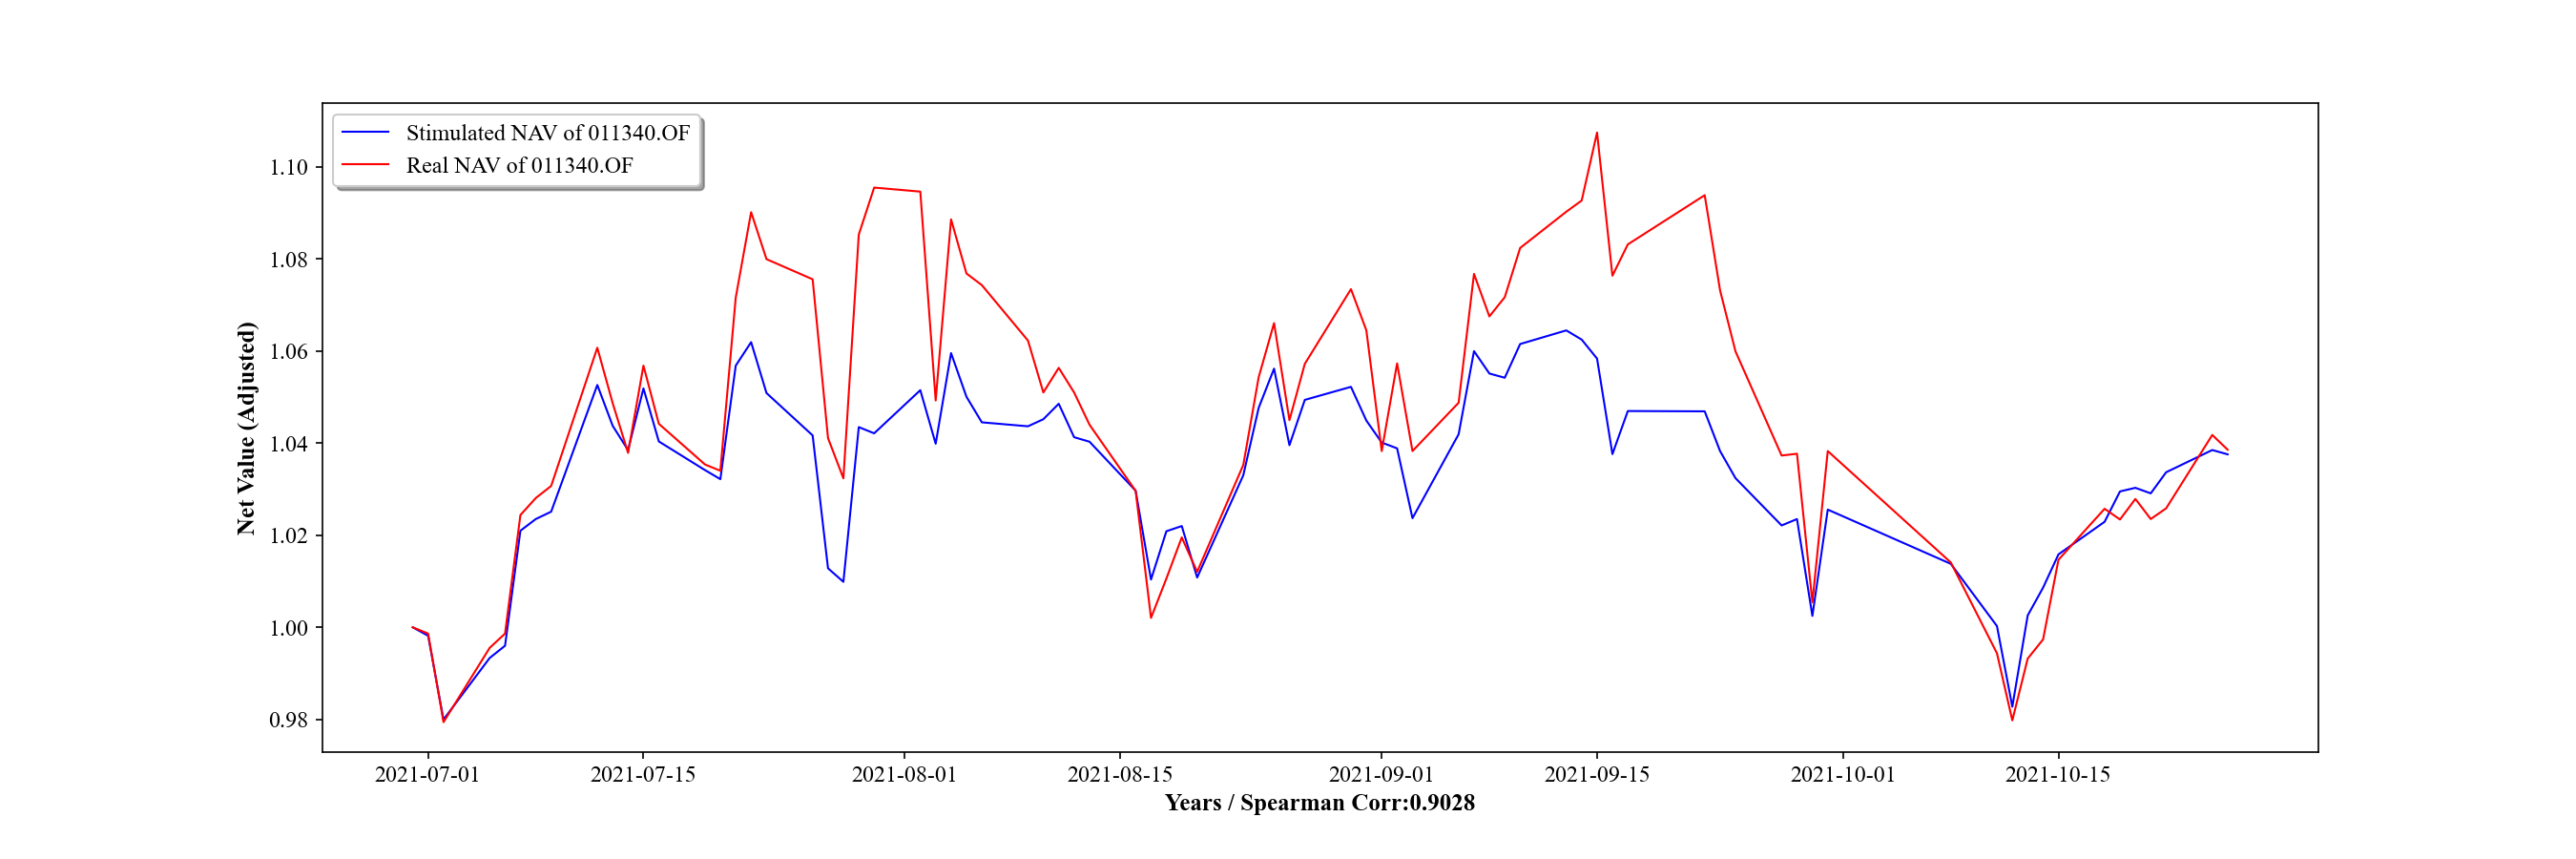 Stimulated NAV of 011340.OF
Real NAV of 011340.OF
1.10
1.08
1.06
1.04
1.02
1.00
0.98
Net Value (Adjusted)
2021-07-01 2021-07-15 2021-08-01 2021-08-15 2021-09-01 2021-09-15 2021-10-01 2021-10-15
Years / Spearman Corr:0.9028